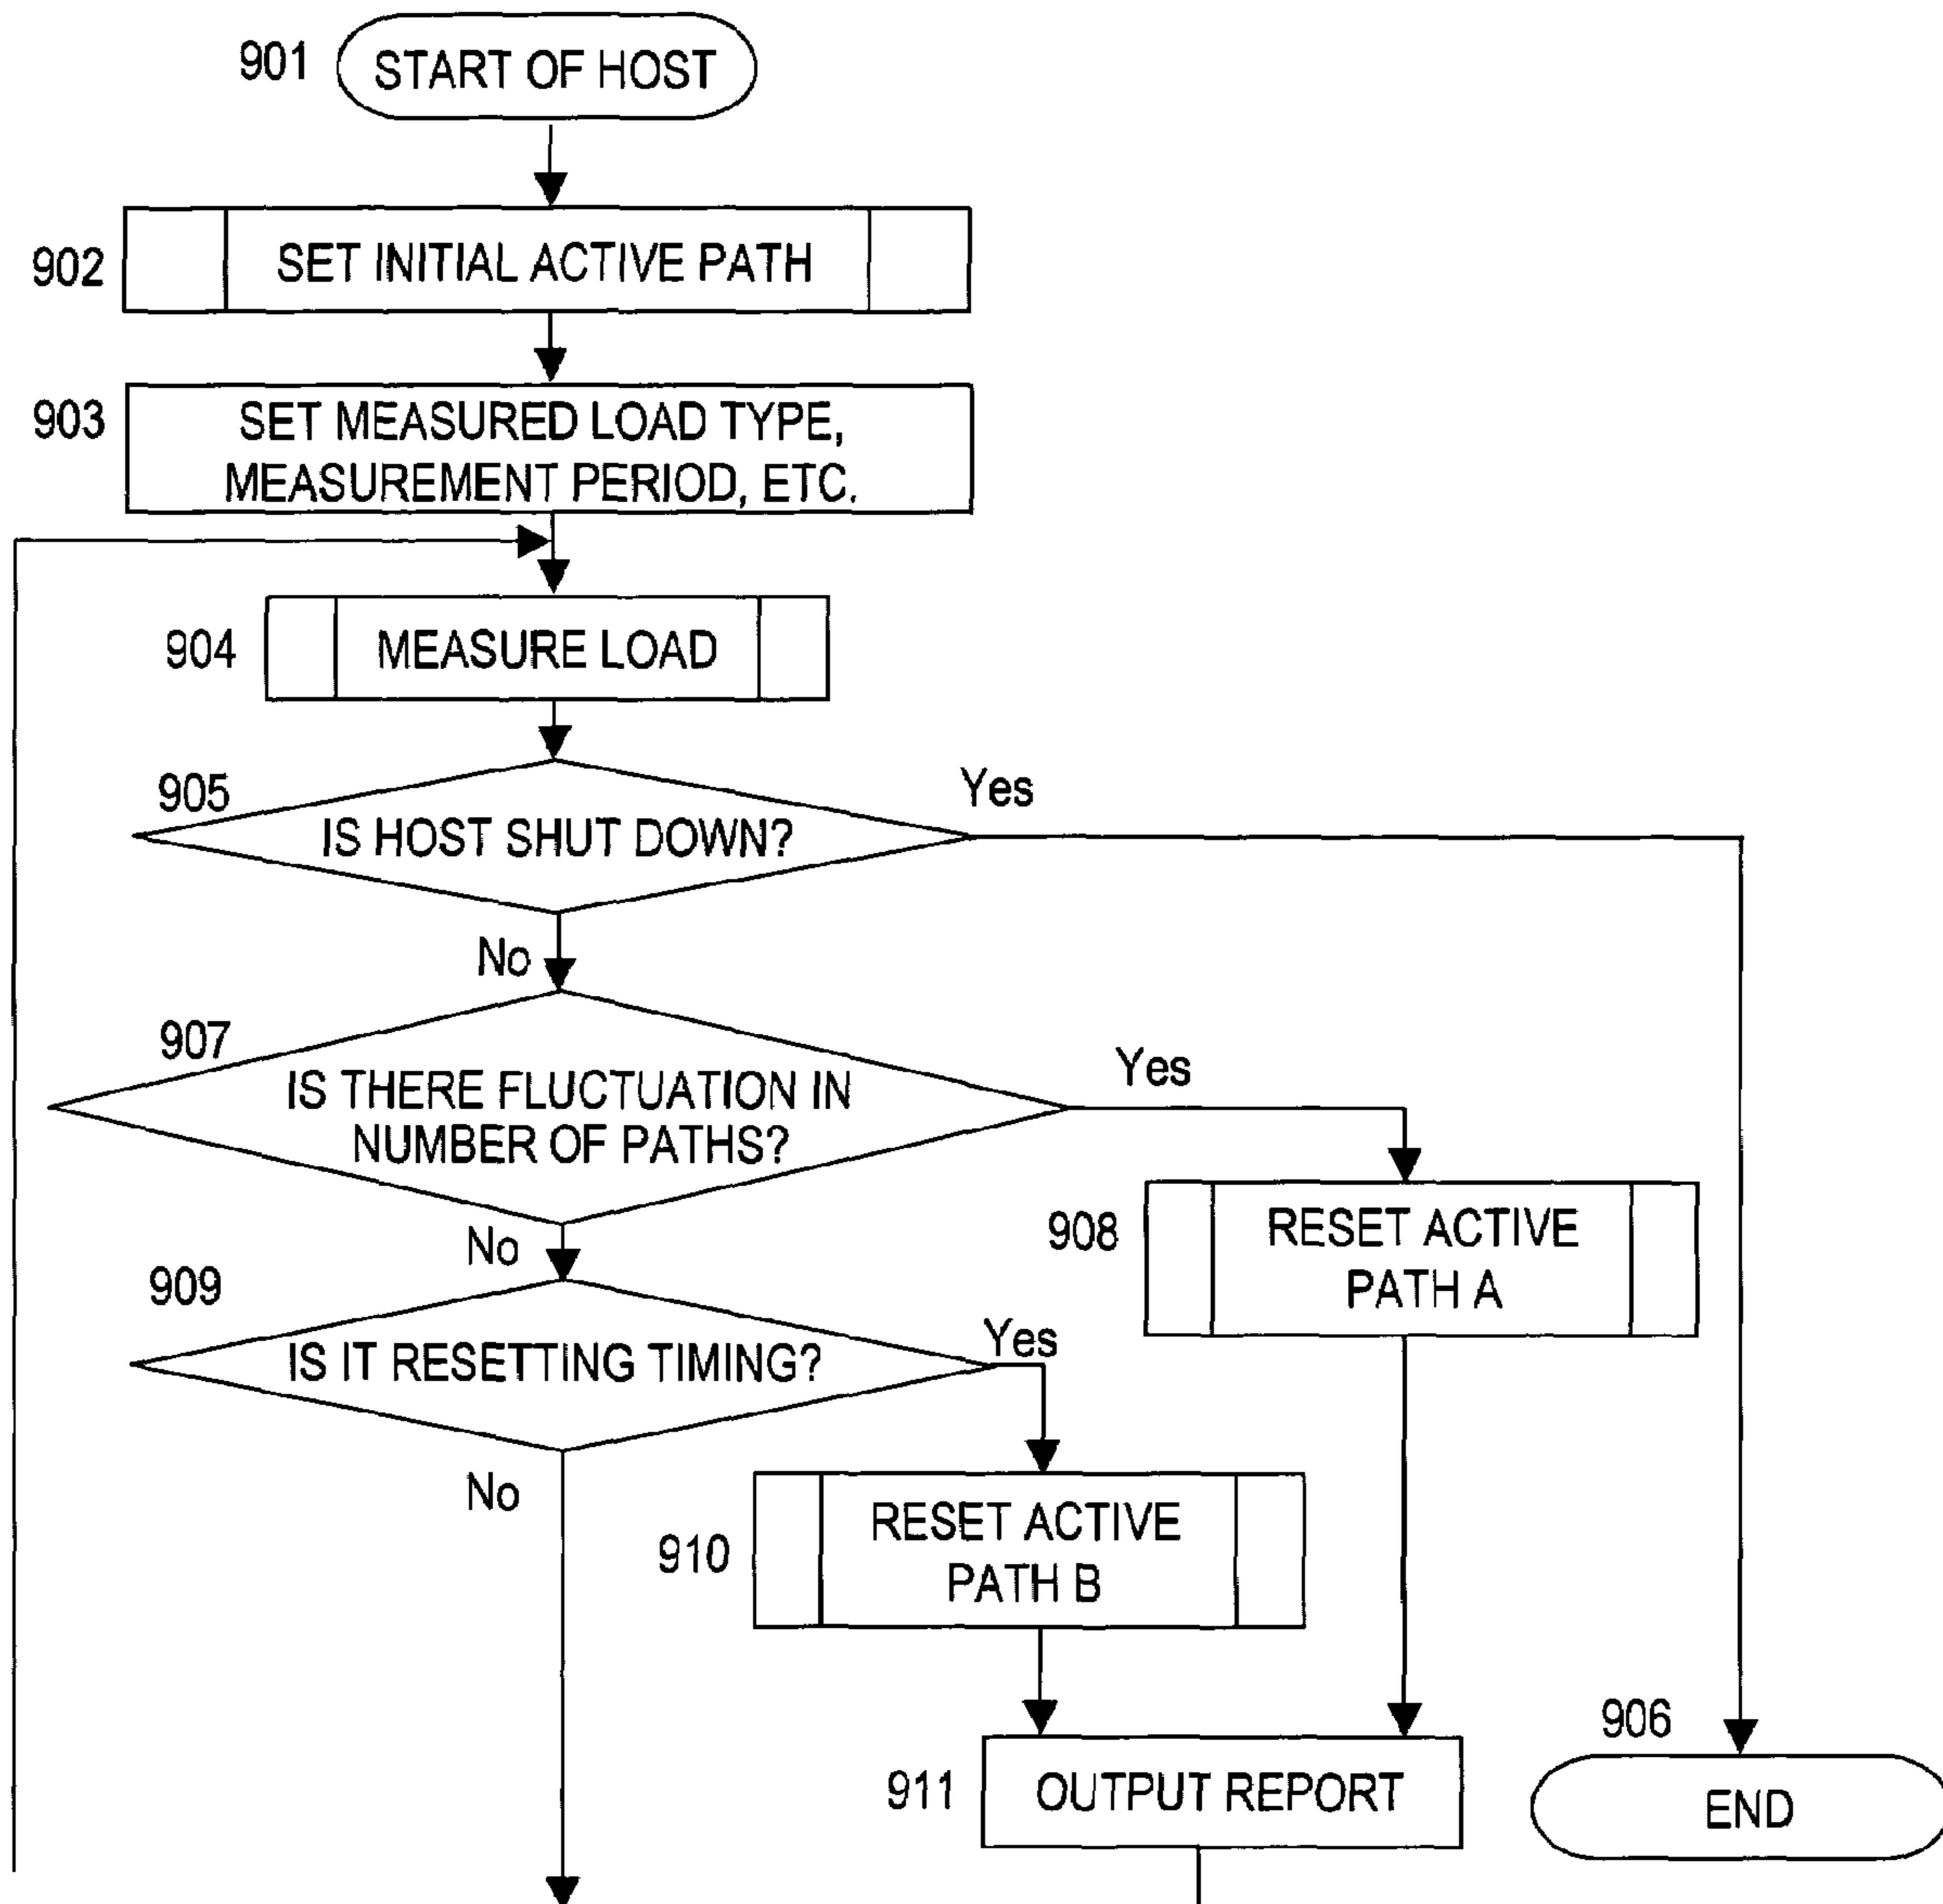 901
START OF HOST
902
SET INITIAL ACTIVE PATH
903
SET MEASURED LOAD TYPE,
MEASUREMENT PERIOD, ETC.
904
MEASURE LOAD
905
IS HOST SHUT DOWN?
Yes
No
907
IS THERE FLUCTUATION IN
NUMBER OF PATHS?
Yes
No
908
RESET ACTIVE
PATH A
909
IS IT RESETTING TIMING?
Yes
No
910
RESET ACTIVE
PATH B
911
OUTPUT REPORT
906
END